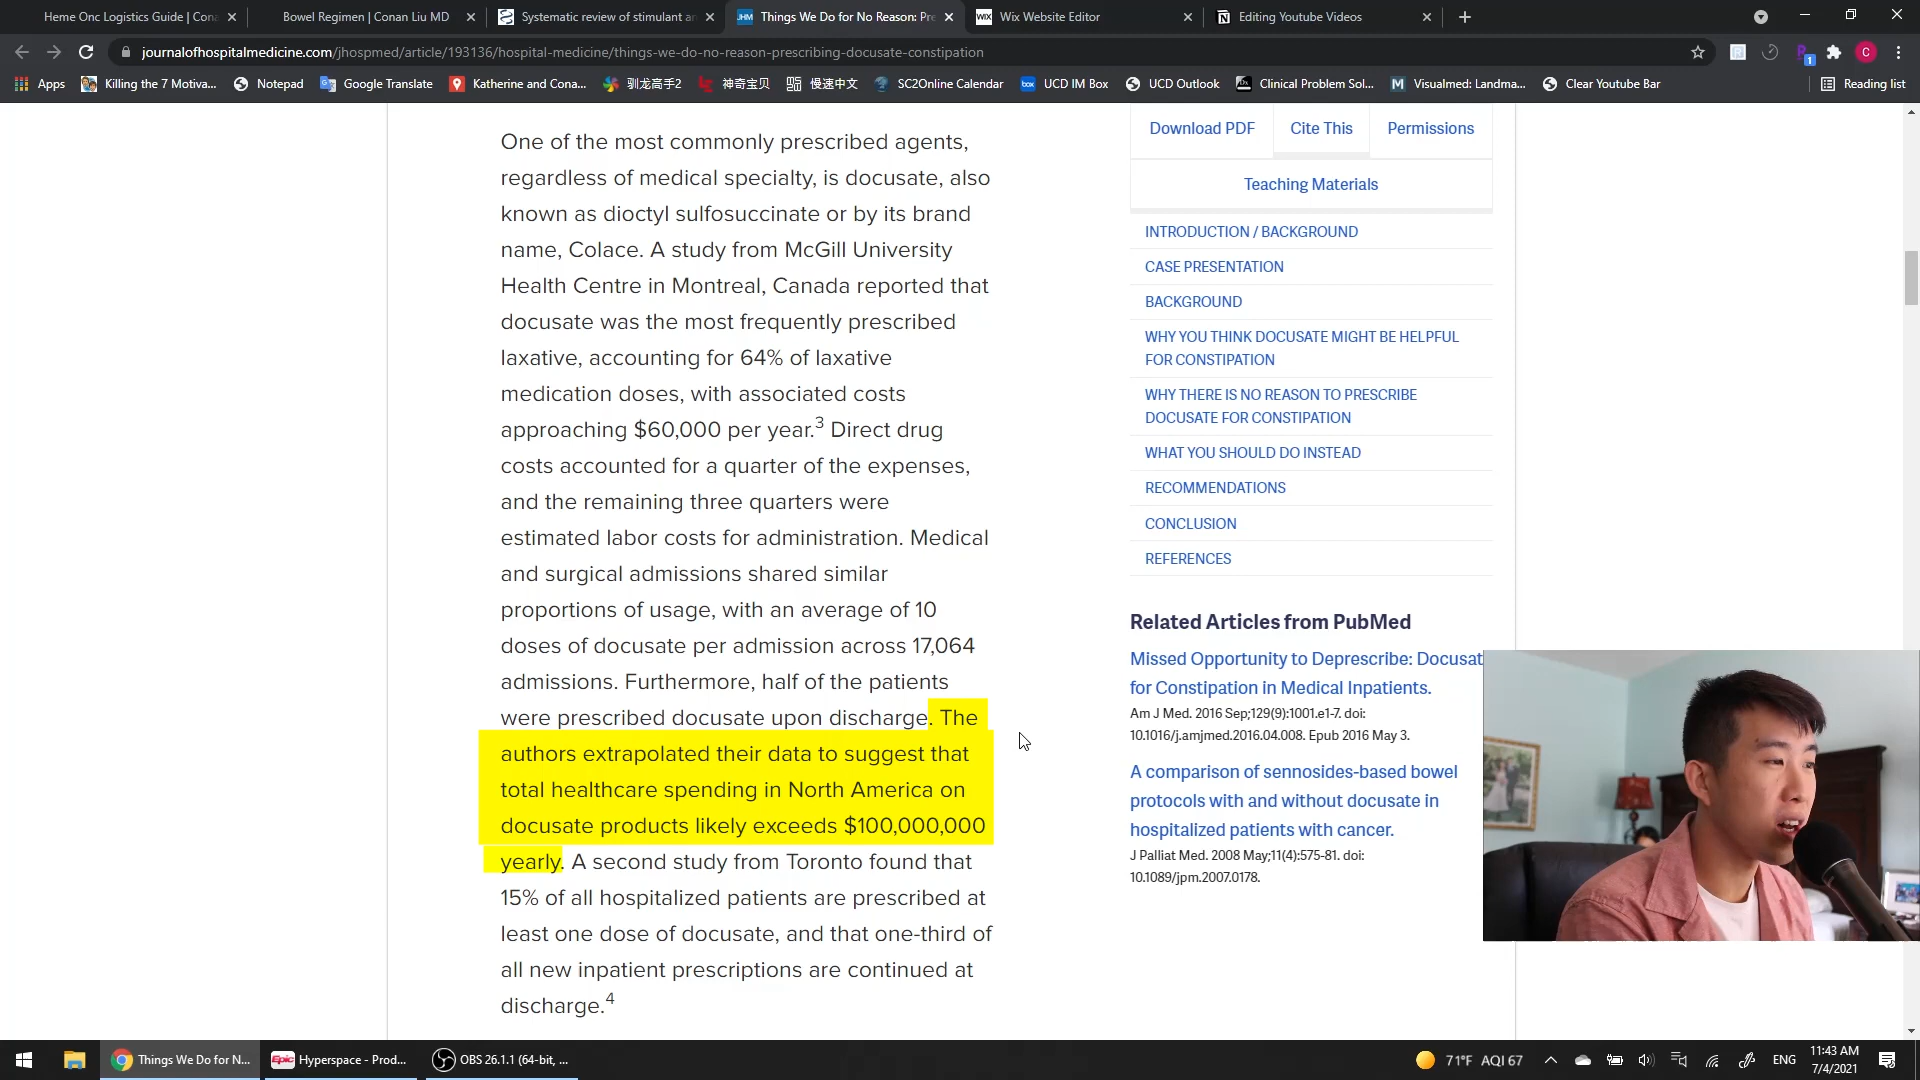 Heme Onc Logistics Guide | Cona
Bowel Regimen | Conan Liu MD
Systematic review of stimulant an
JHM
Things We Do for No Reason: Pre
WIX
Wix Website Editor
Editing Youtube Videos
journalofhospitalmedicine.com/jhospmed/article/193136/hospital-medicine/things-we-do-no-reason-prescribing-docusate-constipation
C
1
Apps
Killing the 7 Motiva...
Notepad
Google Translate
Katherine and Cona...
驯龙高手2
神奇宝贝
慢速中文
SC2Online Calendar
box
UCD IM Box
UCD Outlook
Clinical Problem Sol...
M
Visualmed: Landma...
Clear Youtube Bar
Reading list
One of the most commonly prescribed agents,
regardless of medical specialty, is docusate, also
known as dioctyl sulfosuccinate or by its brand
name, Colace. A study from McGill University
Health Centre in Montreal, Canada reported that
docusate was the most frequently prescribed
laxative, accounting for 64% of laxative
medication doses, with associated costs
approaching $60,000 per year.3 Direct drug
costs accounted for a quarter of the expenses,
and the remaining three quarters were
estimated labor costs for administration. Medical
and surgical admissions shared similar
proportions of usage, with an average of 10
doses of docusate per admission across 17,064
admissions. Furthermore, half of the patients
were prescribed docusate upon discharge. The
authors extrapolated their data to suggest that
total healthcare spending in North America on
docusate products likely exceeds $100,000,000
yearly. A second study from Toronto found that
15% of all hospitalized patients are prescribed at
least one dose of docusate, and that one-third of
all new inpatient prescriptions are continued at
discharge.4
Download PDF
Cite This
Permissions
Teaching Materials
INTRODUCTION / BACKGROUND
CASE PRESENTATION
BACKGROUND
WHY YOU THINK DOCUSATE MIGHT BE HELPFUL
FOR CONSTIPATION
WHY THERE IS NO REASON TO PRESCRIBE
DOCUSATE FOR CONSTIPATION
WHAT YOU SHOULD DO INSTEAD
RECOMMENDATIONS
CONCLUSION
REFERENCES
Related Articles from PubMed
Missed Opportunity to Deprescribe: Docusat
for Constipation in Medical Inpatients.
Am J Med. 2016 Sep;129(9):1001.e1-7. doi:
10.1016/j.amjmed.2016.04.008. Epub 2016 May 3.
A comparison of sennosides-based bowel
protocols with and without docusate in
hospitalized patients with cancer.
J Palliat Med. 2008 May;11(4):575-81. doi:
10.1089/jpm.2007.0178.
Things We Do for N...
Epic
Hyperspace - Prod...
OBS 26.1.1 (64-bit, ...
71°F AQI 67
ENG
11:43 AM
7/4/2021